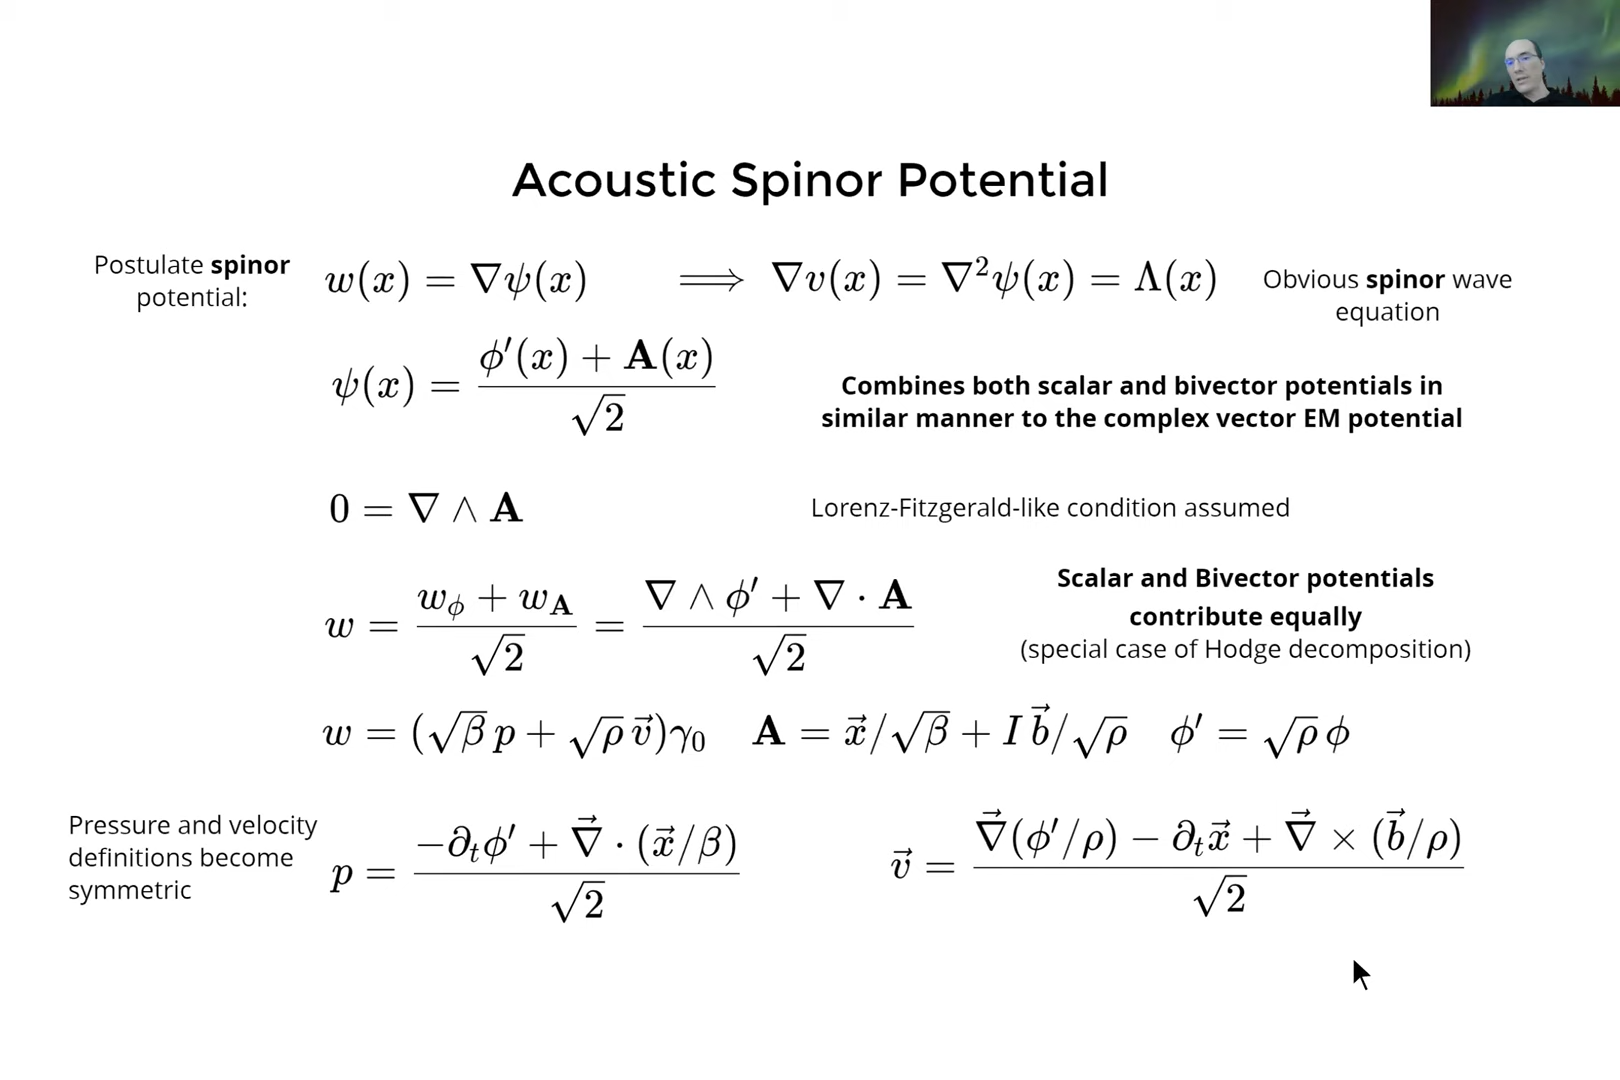 Acoustic Spinor Potential
Postulate spinor
potential:
w(x) = ∇ψ(x) ⟹ ∇v(x) = ∇²ψ(x) = Λ(x)
Obvious spinor wave
equation
ψ(x) = (ϕ′(x) + A(x)) / √2
Combines both scalar and bivector potentials in
similar manner to the complex vector EM potential
0 = ∇ ∧ A
Lorenz-Fitzgerald-like condition assumed
w = (w_ϕ + w_A) / √2 = (∇ ∧ ϕ′ + ∇ · A) / √2
Scalar and Bivector potentials
contribute equally
(special case of Hodge decomposition)
w = (√β p + √ρ v⃗)γ₀ A = x⃗/√β + I b⃗/√ρ ϕ′ = √ρ ϕ
Pressure and velocity
definitions become
symmetric
p = (−∂ₜϕ′ + ∇⃗ · (x⃗/β)) / √2
v⃗ = (∇⃗(ϕ′/ρ) − ∂ₜx⃗ + ∇⃗ × (b⃗/ρ)) / √2